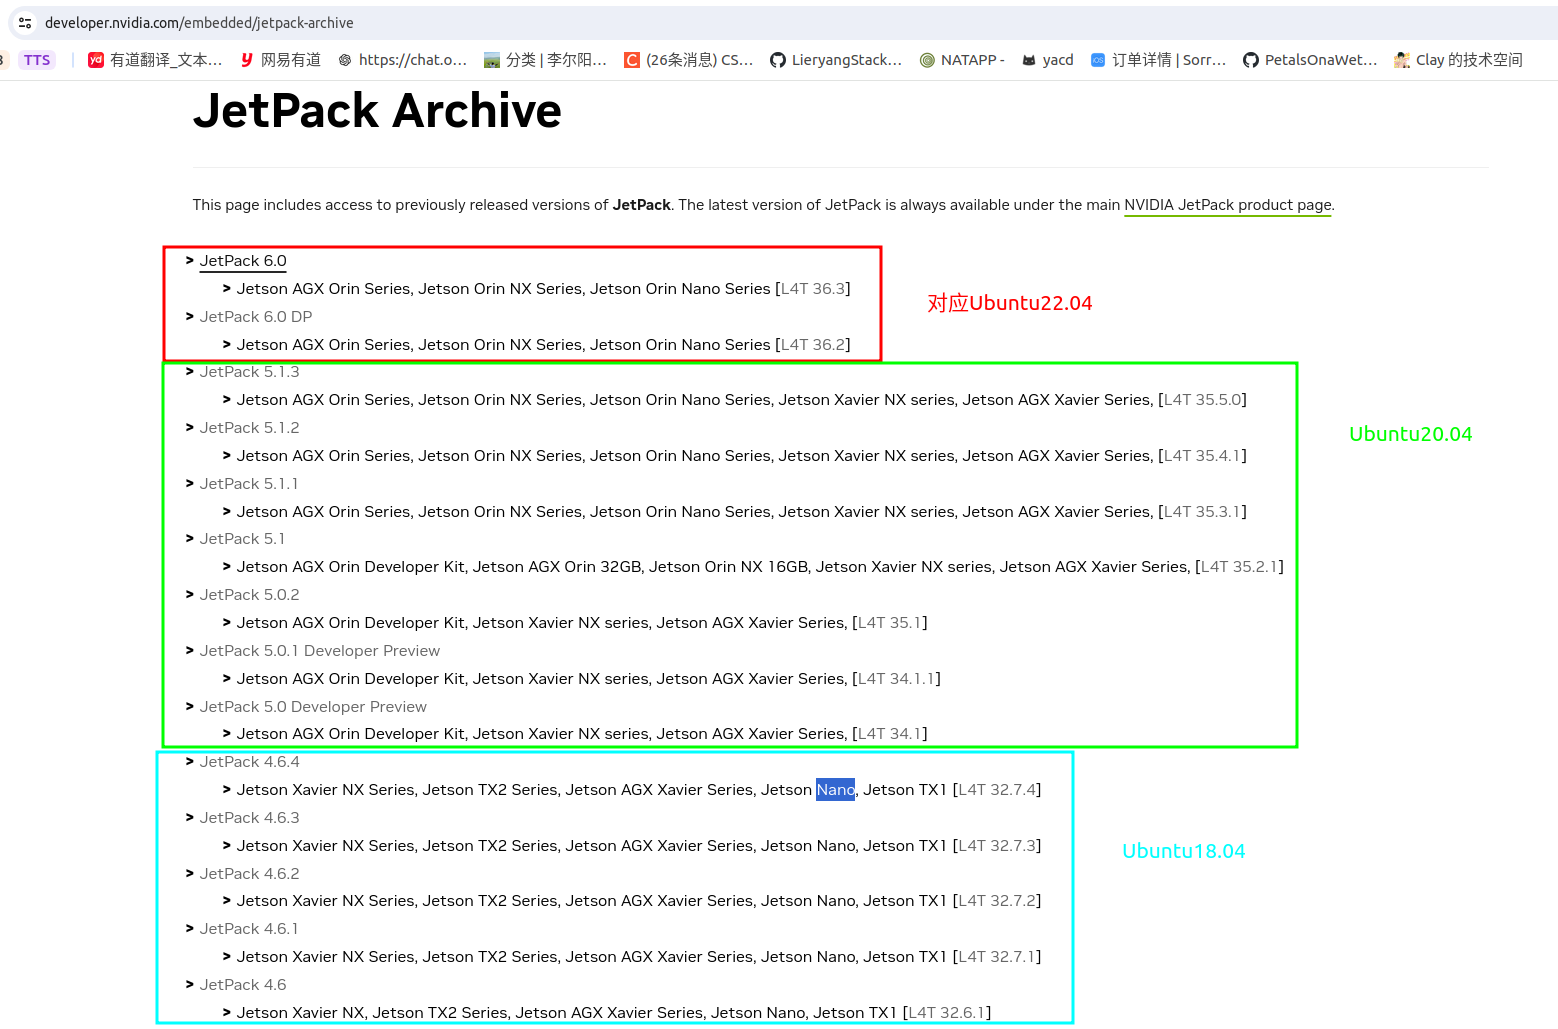 developer.nvidia.com/embedded/jetpack-archive
TTS 有道翻译_文本... 网易有道 https://chat.o... 分类 | 李尔阳... (26条消息) CS... LieryangStack... NATAPP - yacd 订单详情 | Sorr... PetalsOnaWet... Clay 的技术空间
JetPack Archive
This page includes access to previously released versions of JetPack. The latest version of JetPack is always available under the main NVIDIA JetPack product page.
> JetPack 6.0
> Jetson AGX Orin Series, Jetson Orin NX Series, Jetson Orin Nano Series [L4T 36.3]
对应Ubuntu22.04
> JetPack 6.0 DP
> Jetson AGX Orin Series, Jetson Orin NX Series, Jetson Orin Nano Series [L4T 36.2]
> JetPack 5.1.3
> Jetson AGX Orin Series, Jetson Orin NX Series, Jetson Orin Nano Series, Jetson Xavier NX series, Jetson AGX Xavier Series, [L4T 35.5.0]
> JetPack 5.1.2
Ubuntu20.04
> Jetson AGX Orin Series, Jetson Orin NX Series, Jetson Orin Nano Series, Jetson Xavier NX series, Jetson AGX Xavier Series, [L4T 35.4.1]
> JetPack 5.1.1
> Jetson AGX Orin Series, Jetson Orin NX Series, Jetson Orin Nano Series, Jetson Xavier NX series, Jetson AGX Xavier Series, [L4T 35.3.1]
> JetPack 5.1
> Jetson AGX Orin Developer Kit, Jetson AGX Orin 32GB, Jetson Orin NX 16GB, Jetson Xavier NX series, Jetson AGX Xavier Series, [L4T 35.2.1]
> JetPack 5.0.2
> Jetson AGX Orin Developer Kit, Jetson Xavier NX series, Jetson AGX Xavier Series, [L4T 35.1]
> JetPack 5.0.1 Developer Preview
> Jetson AGX Orin Developer Kit, Jetson Xavier NX series, Jetson AGX Xavier Series, [L4T 34.1.1]
> JetPack 5.0 Developer Preview
> Jetson AGX Orin Developer Kit, Jetson Xavier NX series, Jetson AGX Xavier Series, [L4T 34.1]
> JetPack 4.6.4
> Jetson Xavier NX Series, Jetson TX2 Series, Jetson AGX Xavier Series, Jetson Nano, Jetson TX1 [L4T 32.7.4]
> JetPack 4.6.3
> Jetson Xavier NX Series, Jetson TX2 Series, Jetson AGX Xavier Series, Jetson Nano, Jetson TX1 [L4T 32.7.3]
Ubuntu18.04
> JetPack 4.6.2
> Jetson Xavier NX Series, Jetson TX2 Series, Jetson AGX Xavier Series, Jetson Nano, Jetson TX1 [L4T 32.7.2]
> JetPack 4.6.1
> Jetson Xavier NX Series, Jetson TX2 Series, Jetson AGX Xavier Series, Jetson Nano, Jetson TX1 [L4T 32.7.1]
> JetPack 4.6
> Jetson Xavier NX, Jetson TX2 Series, Jetson AGX Xavier Series, Jetson Nano, Jetson TX1 [L4T 32.6.1]